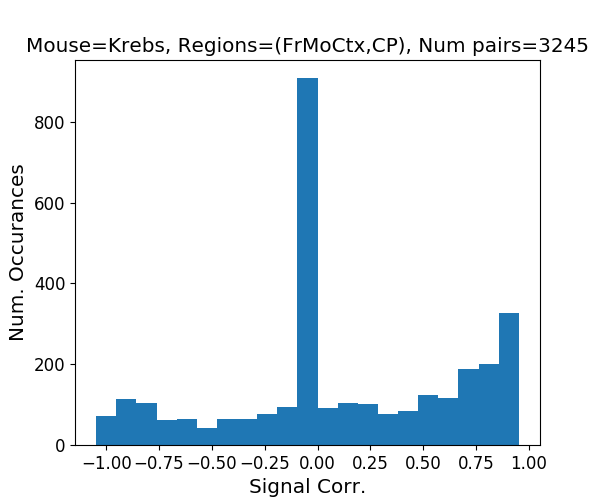 Mouse=Krebs, Regions=(FrMoCtx,CP), Num pairs=3245
Num. Occurances
800
600
400
200
0
−1.00 −0.75 −0.50 −0.25 0.00 0.25 0.50 0.75 1.00
Signal Corr.